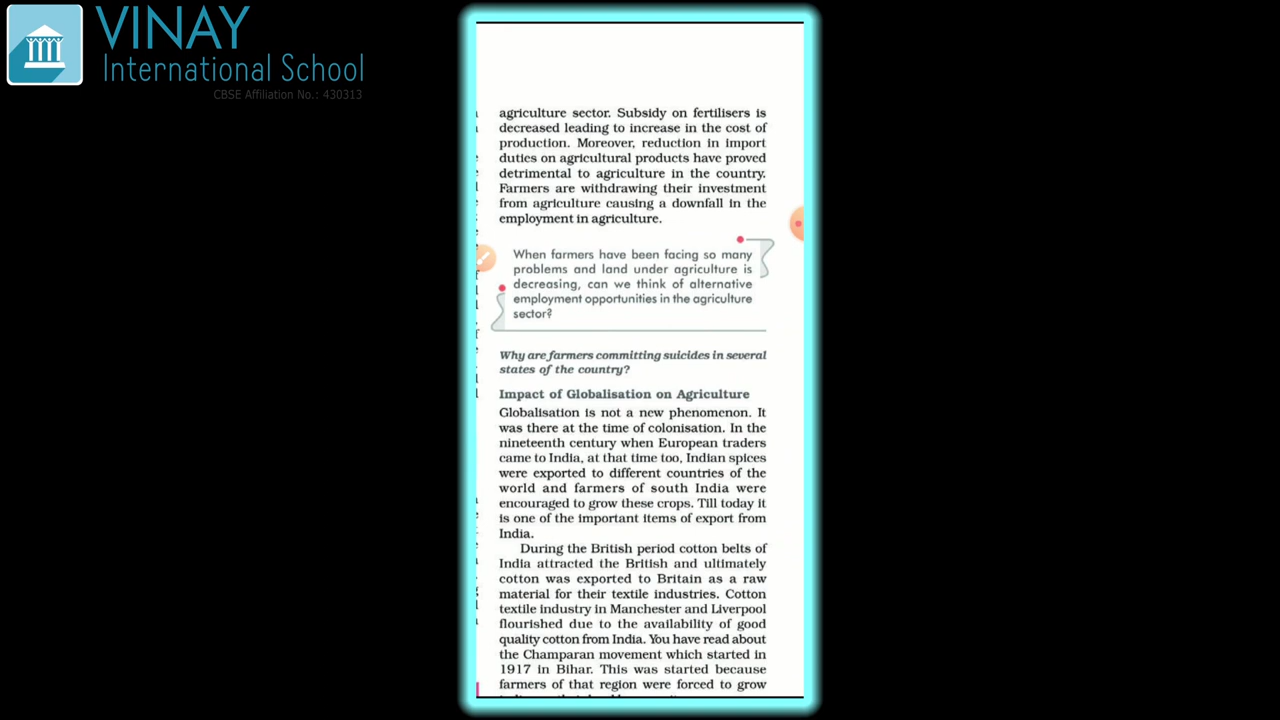 VINAY
International School
CBSE Affiliation No.: 430313
agriculture sector. Subsidy on fertilisers is
decreased leading to increase in the cost of
production. Moreover, reduction in import
duties on agricultural products have proved
detrimental to agriculture in the country.
Farmers are withdrawing their investment
from agriculture causing a downfall in the
employment in agriculture.
When farmers have been facing so many
problems and land under agriculture is
decreasing, can we think of alternative
employment opportunities in the agriculture
sector?
Why are farmers committing suicides in several
states of the country?
Impact of Globalisation on Agriculture
Globalisation is not a new phenomenon. It
was there at the time of colonisation. In the
nineteenth century when European traders
came to India, at that time too, Indian spices
were exported to different countries of the
world and farmers of south India were
encouraged to grow these crops. Till today it
is one of the important items of export from
India.
During the British period cotton belts of
India attracted the British and ultimately
cotton was exported to Britain as a raw
material for their textile industries. Cotton
textile industry in Manchester and Liverpool
flourished due to the availability of good
quality cotton from India. You have read about
the Champaran movement which started in
1917 in Bihar. This was started because
farmers of that region were forced to grow